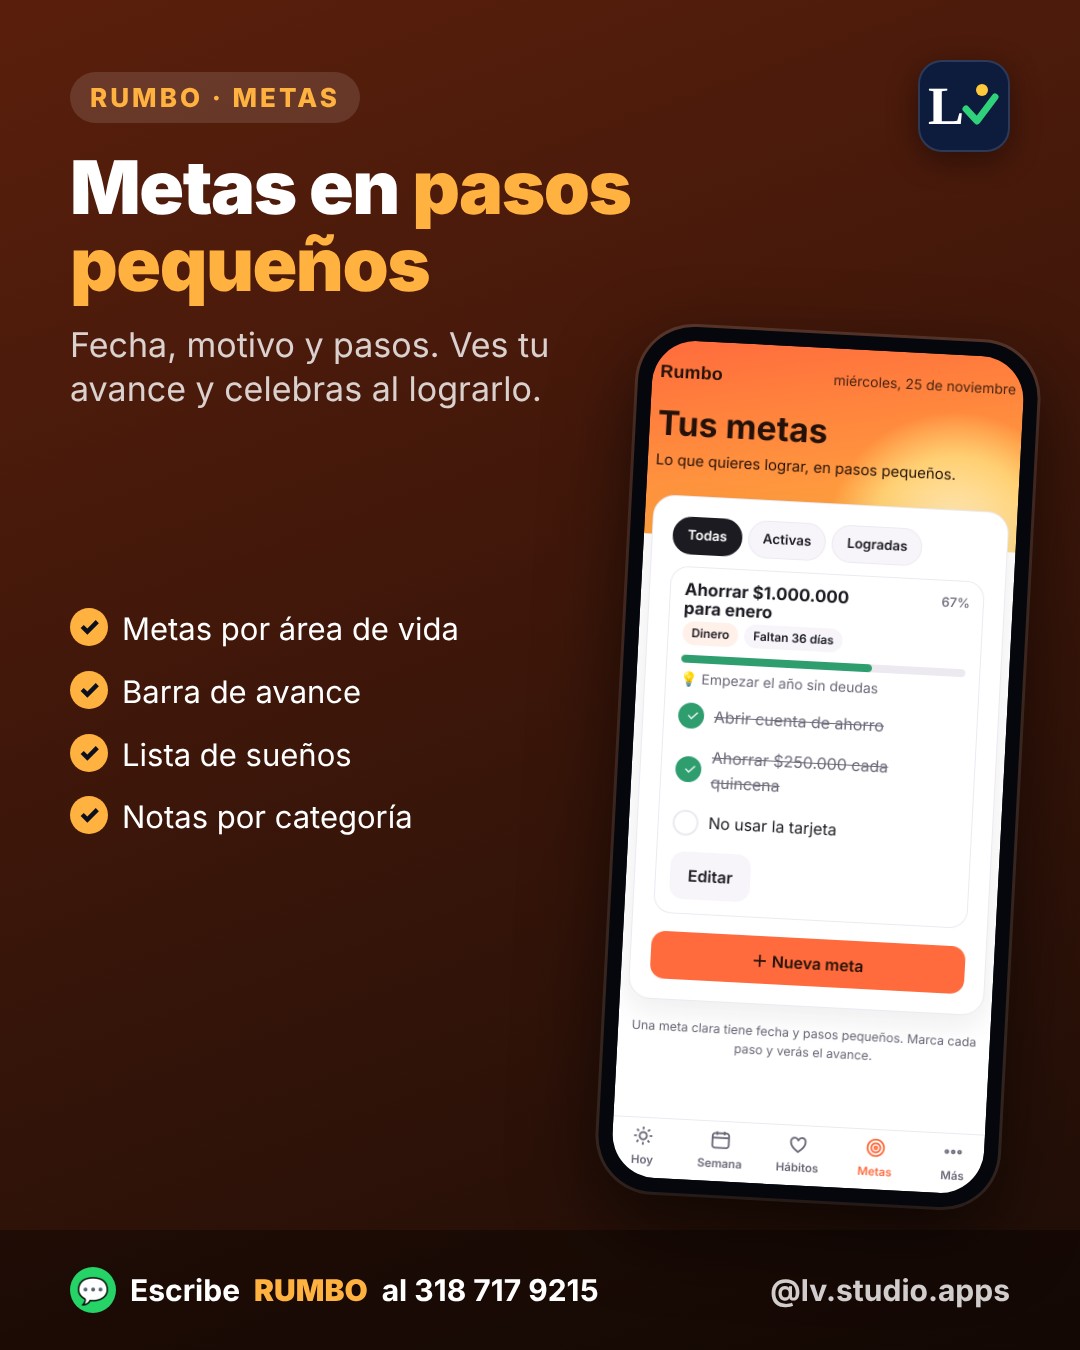 RUMBO · METAS
L
Metas en pasos
pequeños
Fecha, motivo y pasos. Ves tu
avance y celebras al lograrlo.
Metas por área de vida
Barra de avance
Lista de sueños
Notas por categoría
Rumbo
miércoles, 25 de noviembre
Tus metas
Lo que quieres lograr, en pasos pequeños.
Todas Activas Logradas
Ahorrar $1.000.000
para enero
67%
Dinero Faltan 36 días
💡 Empezar el año sin deudas
Abrir cuenta de ahorro
Ahorrar $250.000 cada
quincena
No usar la tarjeta
Editar
+ Nueva meta
Una meta clara tiene fecha y pasos pequeños. Marca cada
paso y verás el avance.
Hoy Semana Hábitos Metas Más
Escribe RUMBO al 318 717 9215
@lv.studio.apps